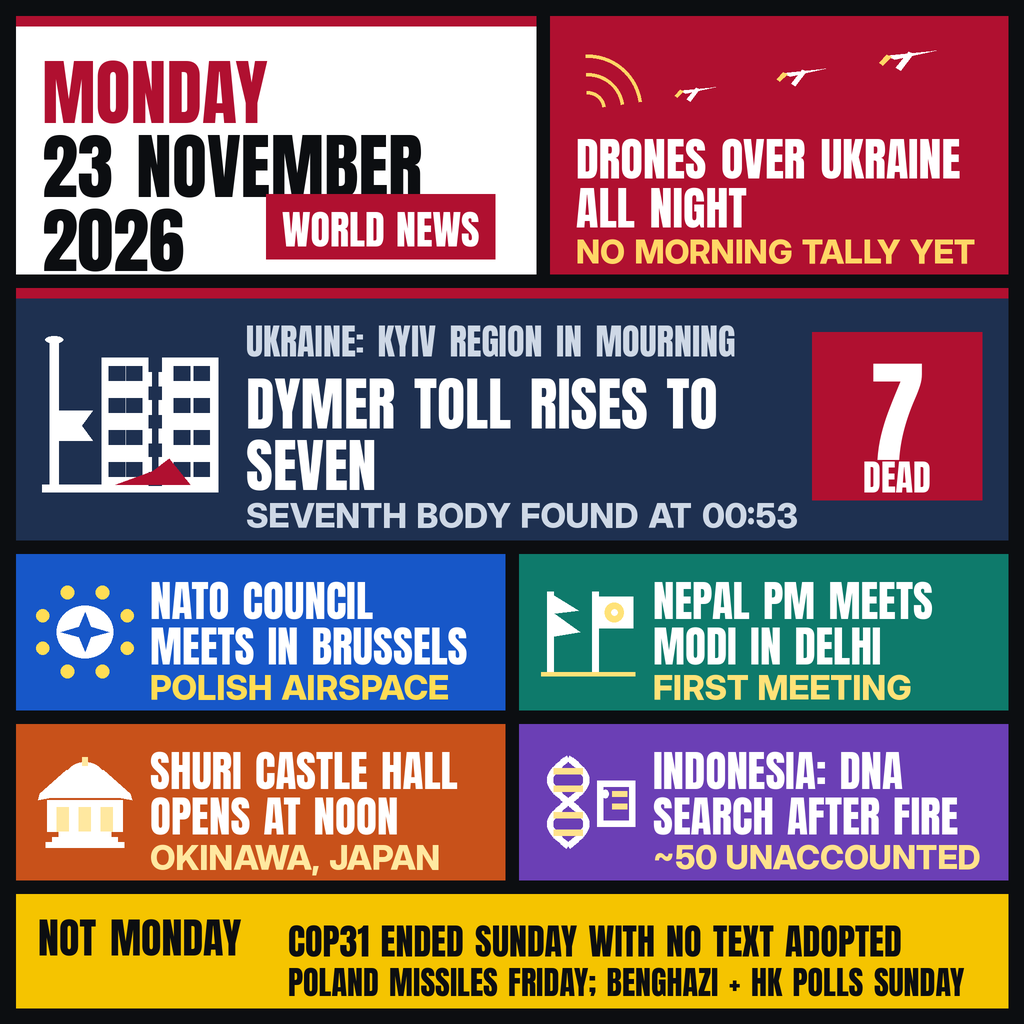 MONDAY
23 NOVEMBER
2026
WORLD NEWS
DRONES OVER UKRAINE
ALL NIGHT
NO MORNING TALLY YET
UKRAINE: KYIV REGION IN MOURNING
DYMER TOLL RISES TO
SEVEN
SEVENTH BODY FOUND AT 00:53
7
DEAD
NATO COUNCIL
MEETS IN BRUSSELS
POLISH AIRSPACE
NEPAL PM MEETS
MODI IN DELHI
FIRST MEETING
SHURI CASTLE HALL
OPENS AT NOON
OKINAWA, JAPAN
INDONESIA: DNA
SEARCH AFTER FIRE
~50 UNACCOUNTED
NOT MONDAY
COP31 ENDED SUNDAY WITH NO TEXT ADOPTED
POLAND MISSILES FRIDAY; BENGHAZI + HK POLLS SUNDAY